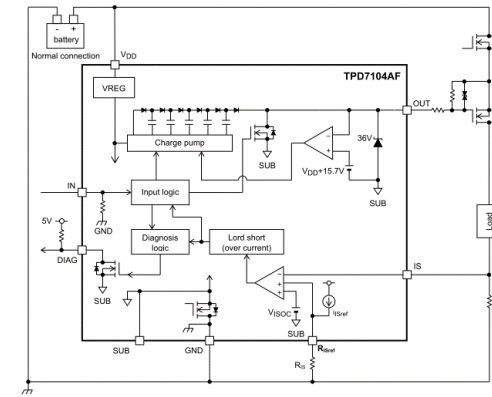 - +
battery
Normal connection
VDD
TPD7104AF
VREG
OUT
Charge pump
36V
SUB
VDD+15.7V
SUB
IN
Input logic
GND
5V
Diagnosis
logic
Lord short
(over current)
DIAG
Load
IS
SUB
VISOC
IISref
SUB
SUB
GND
RISref
RIS